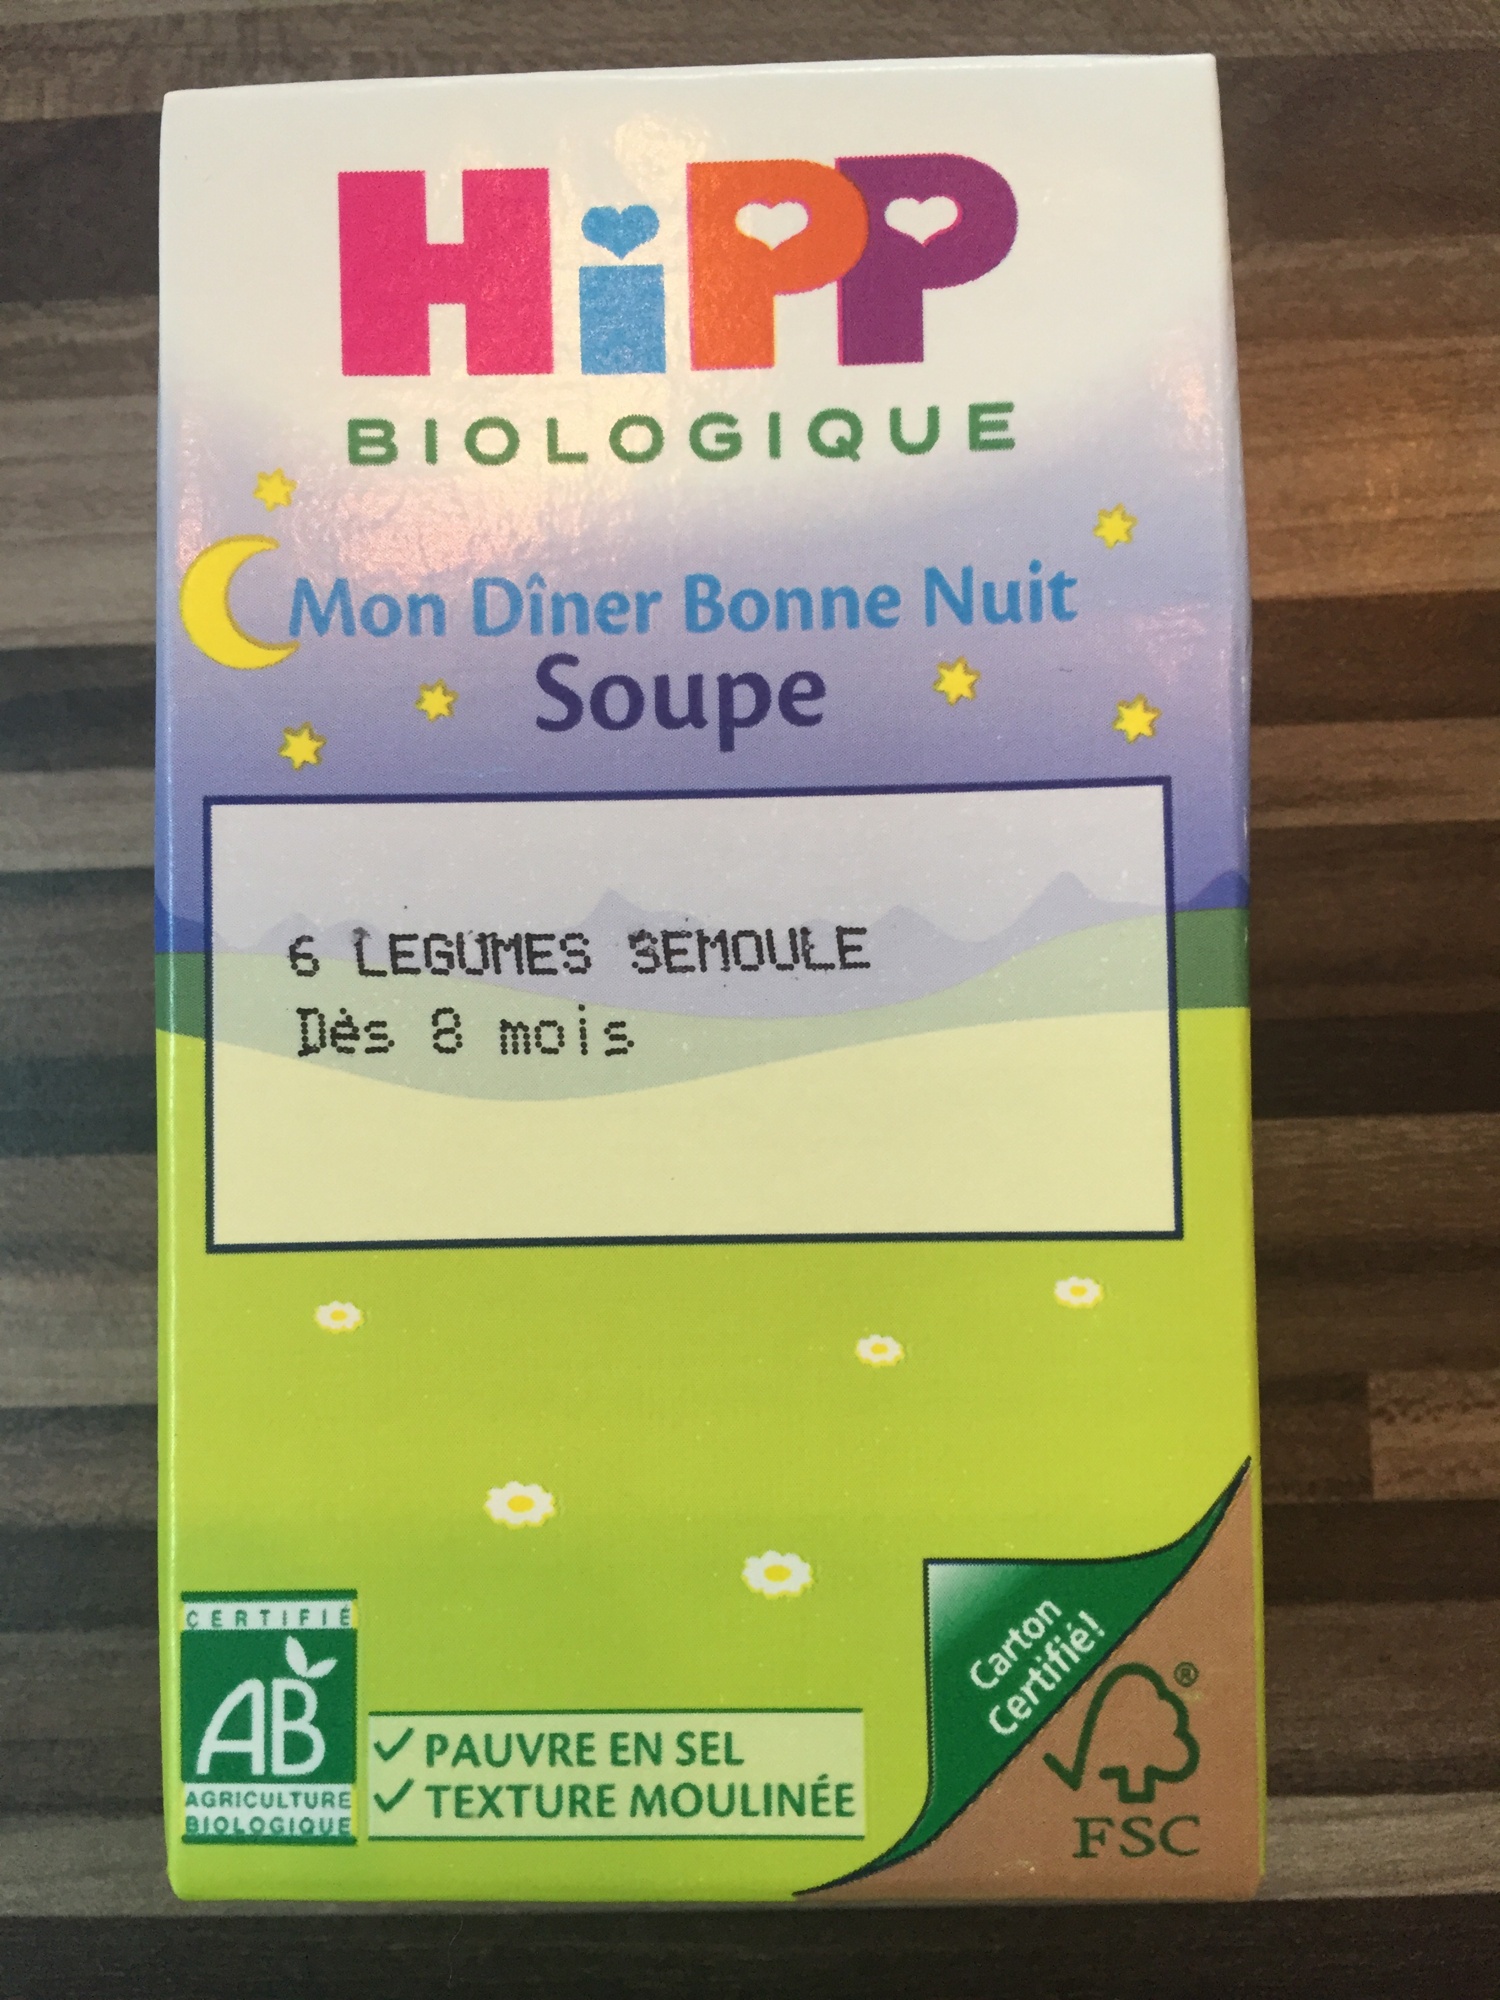 HiPP
BIOLOGIQUE
Mon Dîner Bonne Nuit
Soupe
6 LEGUMES SEMOULE
Dès 8 mois
CERTIFIÉ
AB
AGRICULTURE
BIOLOGIQUE
✓ PAUVRE EN SEL
✓ TEXTURE MOULINÉE
Carton
Certifié!
®
FSC